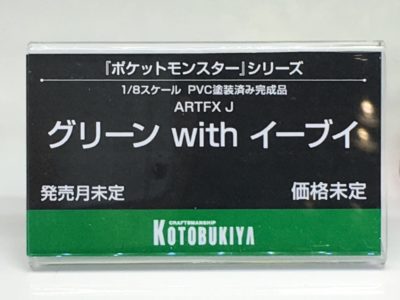 『ポケットモンスター』シリーズ
1/8スケール PVC塗装済み完成品
ARTFX J
グリーン with イーブイ
発売月未定 価格未定
CRAFTSMANSHIP
KOTOBUKIYA